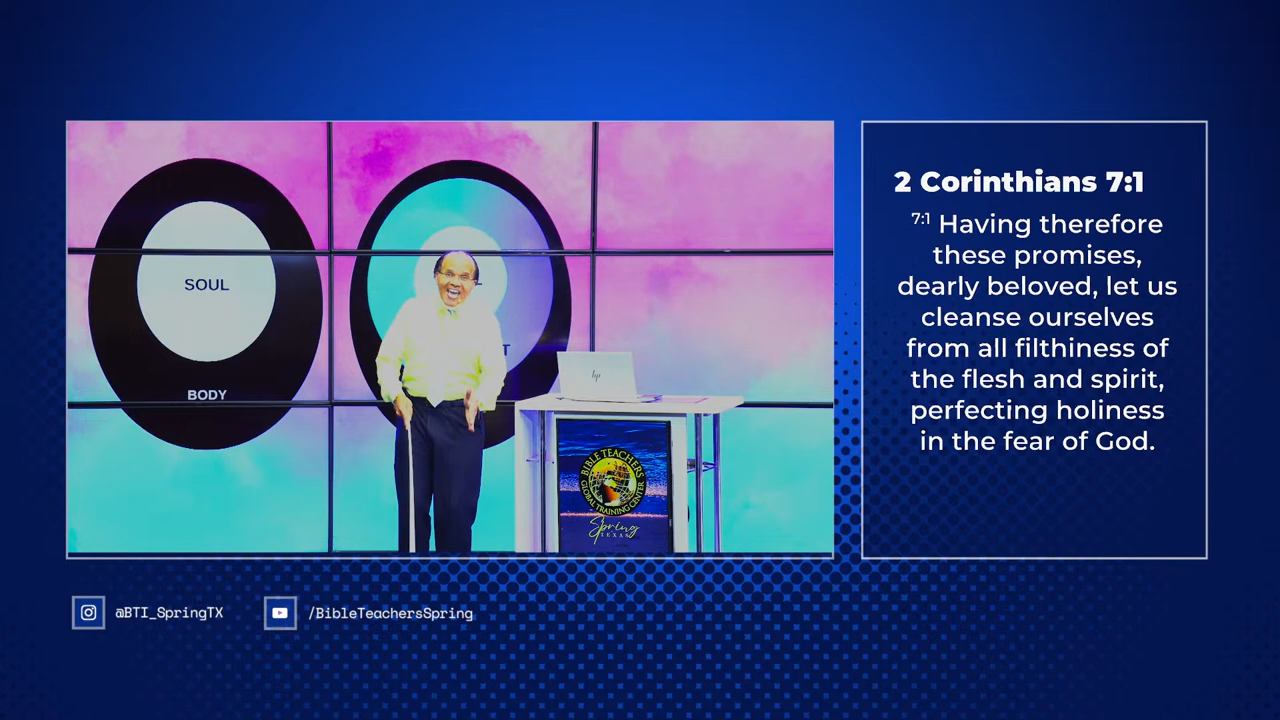 SOUL
BODY
hp
BIBLE TEACHERS
GLOBAL TRAINING CENTER
Spring
TEXAS
2 Corinthians 7:1
7:1 Having therefore
these promises,
dearly beloved, let us
cleanse ourselves
from all filthiness of
the flesh and spirit,
perfecting holiness
in the fear of God.
@BTI_SpringTX
/BibleTeachersSpring